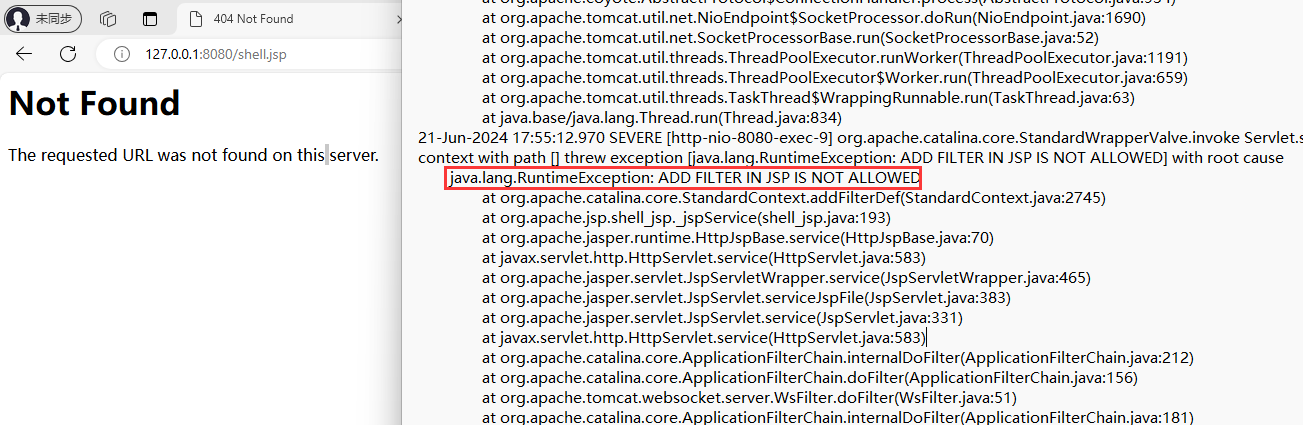 未同步
404 Not Found
127.0.0.1:8080/shell.jsp
Not Found
The requested URL was not found on this server.
at org.apache.coyote.AbstractProtocol$ConnectionHandler.process(AbstractProtocol.java:
at org.apache.tomcat.util.net.NioEndpoint$SocketProcessor.doRun(NioEndpoint.java:1690)
at org.apache.tomcat.util.net.SocketProcessorBase.run(SocketProcessorBase.java:52)
at org.apache.tomcat.util.threads.ThreadPoolExecutor.runWorker(ThreadPoolExecutor.java:1191)
at org.apache.tomcat.util.threads.ThreadPoolExecutor$Worker.run(ThreadPoolExecutor.java:659)
at org.apache.tomcat.util.threads.TaskThread$WrappingRunnable.run(TaskThread.java:63)
at java.base/java.lang.Thread.run(Thread.java:834)
21-Jun-2024 17:55:12.970 SEVERE [http-nio-8080-exec-9] org.apache.catalina.core.StandardWrapperValve.invoke Servlet.s
context with path [] threw exception [java.lang.RuntimeException: ADD FILTER IN JSP IS NOT ALLOWED] with root cause
java.lang.RuntimeException: ADD FILTER IN JSP IS NOT ALLOWED
at org.apache.catalina.core.StandardContext.addFilterDef(StandardContext.java:2745)
at org.apache.jsp.shell_jsp._jspService(shell_jsp.java:193)
at org.apache.jasper.runtime.HttpJspBase.service(HttpJspBase.java:70)
at javax.servlet.http.HttpServlet.service(HttpServlet.java:583)
at org.apache.jasper.servlet.JspServletWrapper.service(JspServletWrapper.java:465)
at org.apache.jasper.servlet.JspServlet.serviceJspFile(JspServlet.java:383)
at org.apache.jasper.servlet.JspServlet.service(JspServlet.java:331)
at javax.servlet.http.HttpServlet.service(HttpServlet.java:583)
at org.apache.catalina.core.ApplicationFilterChain.internalDoFilter(ApplicationFilterChain.java:212)
at org.apache.catalina.core.ApplicationFilterChain.doFilter(ApplicationFilterChain.java:156)
at org.apache.tomcat.websocket.server.WsFilter.doFilter(WsFilter.java:51)
at org.apache.catalina.core.ApplicationFilterChain.internalDoFilter(ApplicationFilterChain.java:181)